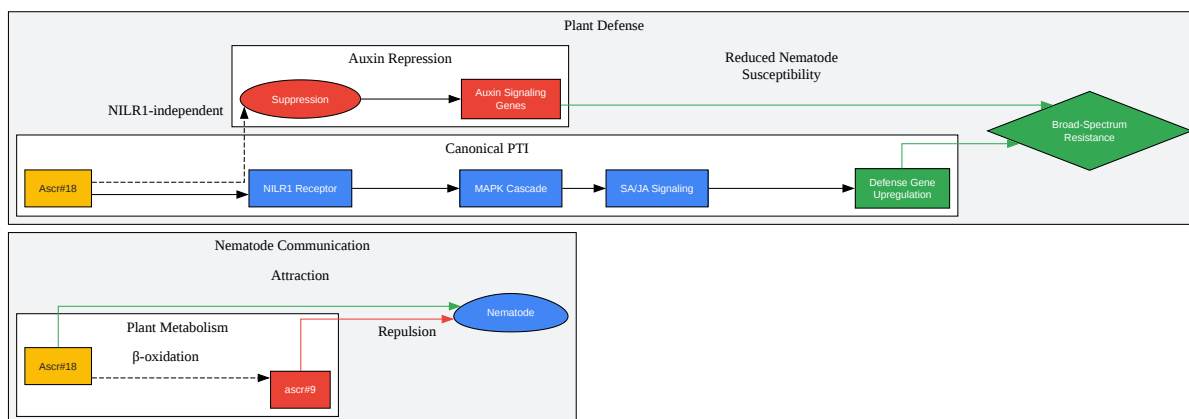 Plant Defense
Auxin Repression
Reduced Nematode
Susceptibility
Suppression
Auxin Signaling
Genes
NILR1-independent
Broad-Spectrum
Resistance
Canonical PTI
Ascr#18
NILR1 Receptor
MAPK Cascade
SA/JA Signaling
Defense Gene
Upregulation
Nematode Communication
Attraction
Nematode
Plant Metabolism
Repulsion
Ascr#18
β-oxidation
ascr#9